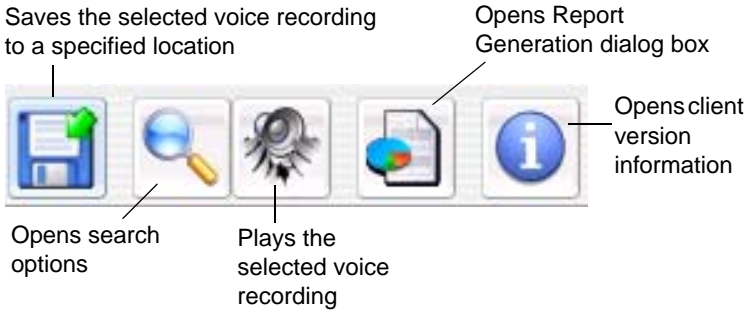 Saves the selected voice recording
to a specified location
Opens Report
Generation dialog box
Opens client
version
information
Opens search
options
Plays the
selected voice
recording